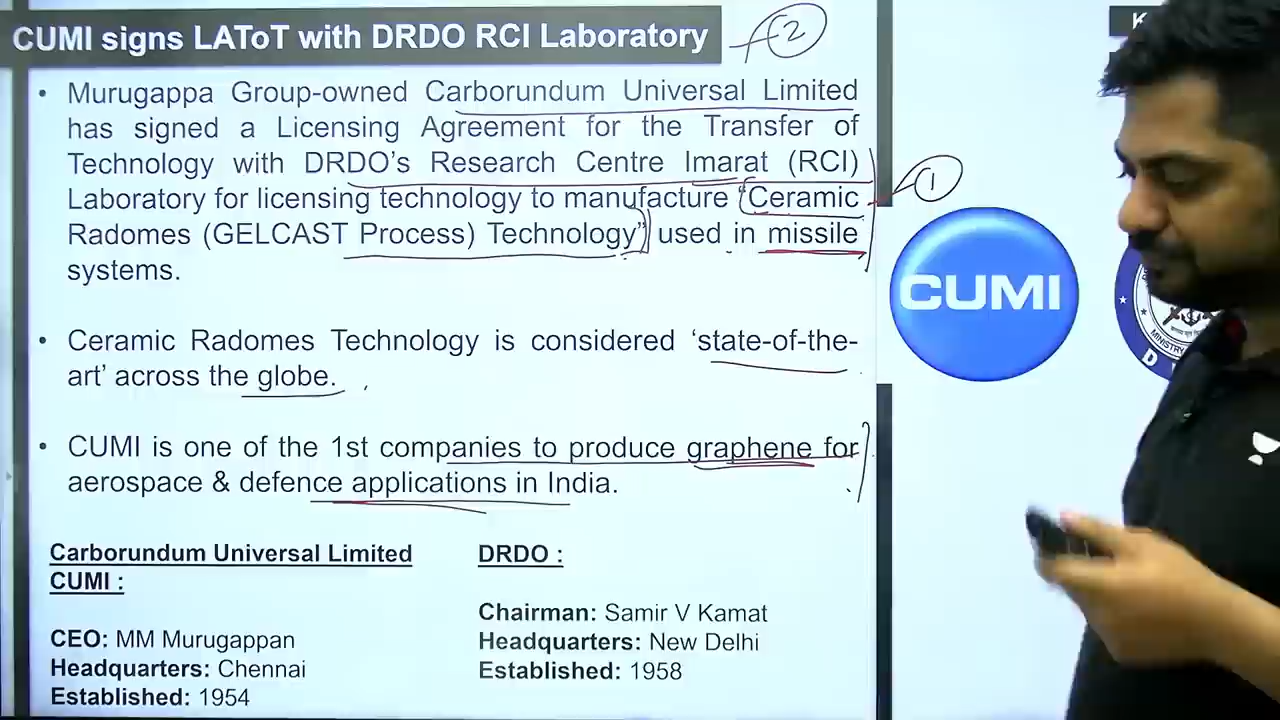 CUMI signs LAToT with DRDO RCI Laboratory
2
K
• Murugappa Group-owned Carborundum Universal Limited
has signed a Licensing Agreement for the Transfer of
Technology with DRDO's Research Centre Imarat (RCI)
Laboratory for licensing technology to manufacture "Ceramic
Radomes (GELCAST Process) Technology" used in missile
systems.
1
• Ceramic Radomes Technology is considered 'state-of-the-
art' across the globe.
• CUMI is one of the 1st companies to produce graphene for
aerospace & defence applications in India.
CUMI
MINISTRY
D
Carborundum Universal Limited
CUMI :
CEO: MM Murugappan
Headquarters: Chennai
Established: 1954
DRDO :
Chairman: Samir V Kamat
Headquarters: New Delhi
Established: 1958